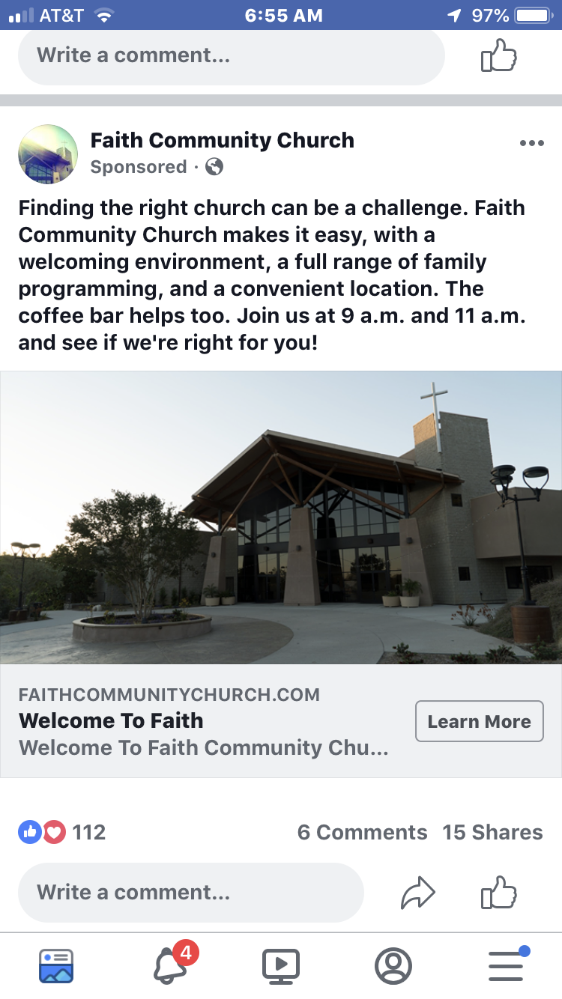 AT&T
6:55 AM
97%
Write a comment...
Faith Community Church
Sponsored ·
Finding the right church can be a challenge. Faith
Community Church makes it easy, with a
welcoming environment, a full range of family
programming, and a convenient location. The
coffee bar helps too. Join us at 9 a.m. and 11 a.m.
and see if we're right for you!
FAITHCOMMUNITYCHURCH.COM
Welcome To Faith
Welcome To Faith Community Chu...
Learn More
112
6 Comments 15 Shares
Write a comment...
4